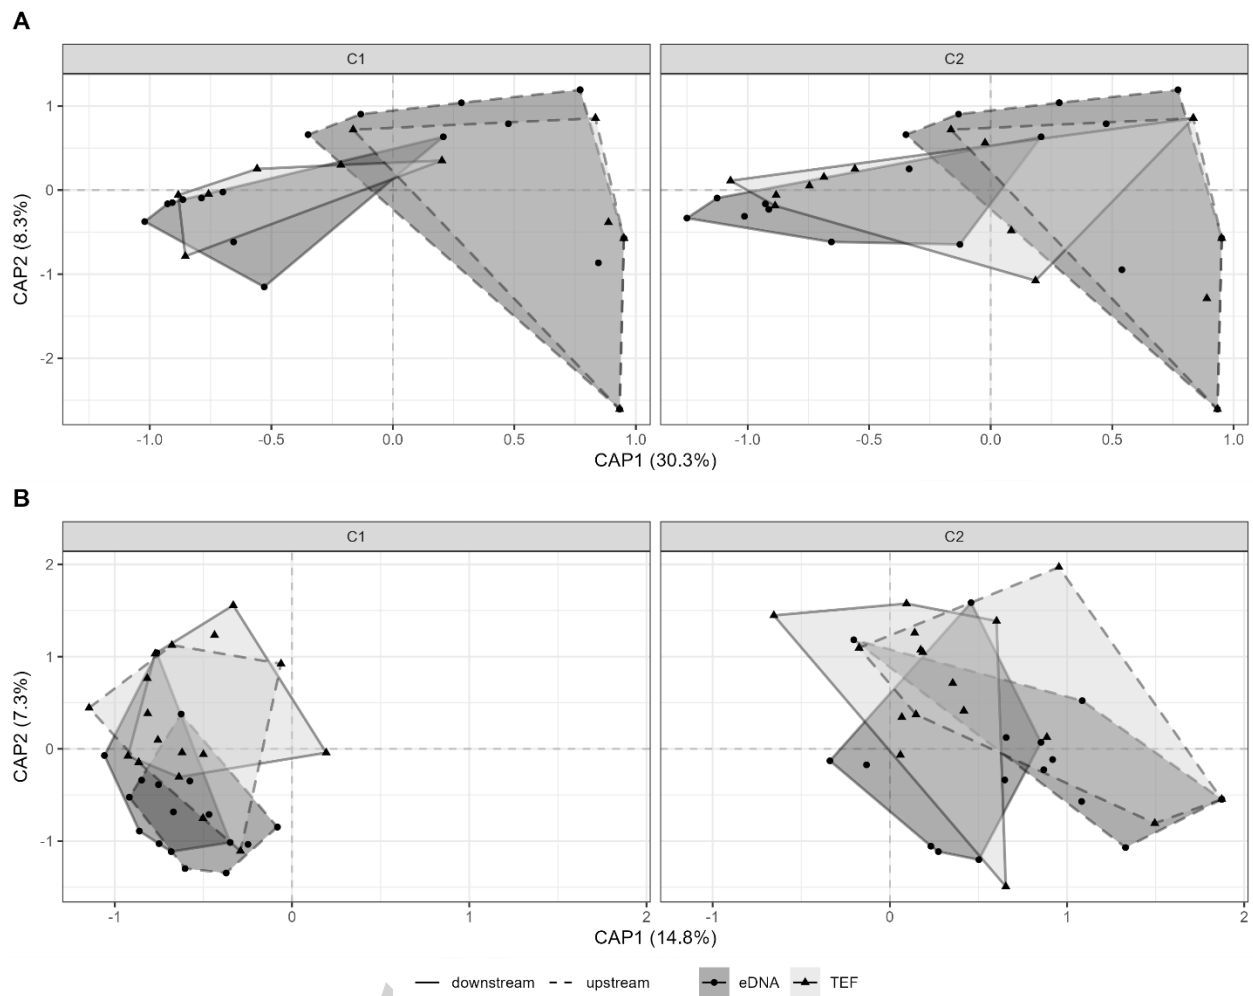 A
C1 C2
CAP2 (8.3%)
1
0
-1
-2
-1.0 -0.5 0.0 0.5 1.0 -1.0 -0.5 0.0 0.5 1.0
CAP1 (30.3%)
B
C1 C2
CAP2 (7.3%)
2
1
0
-1
-1 0 1 2 -1 0 1 2
CAP1 (14.8%)
downstream upstream eDNA TEF